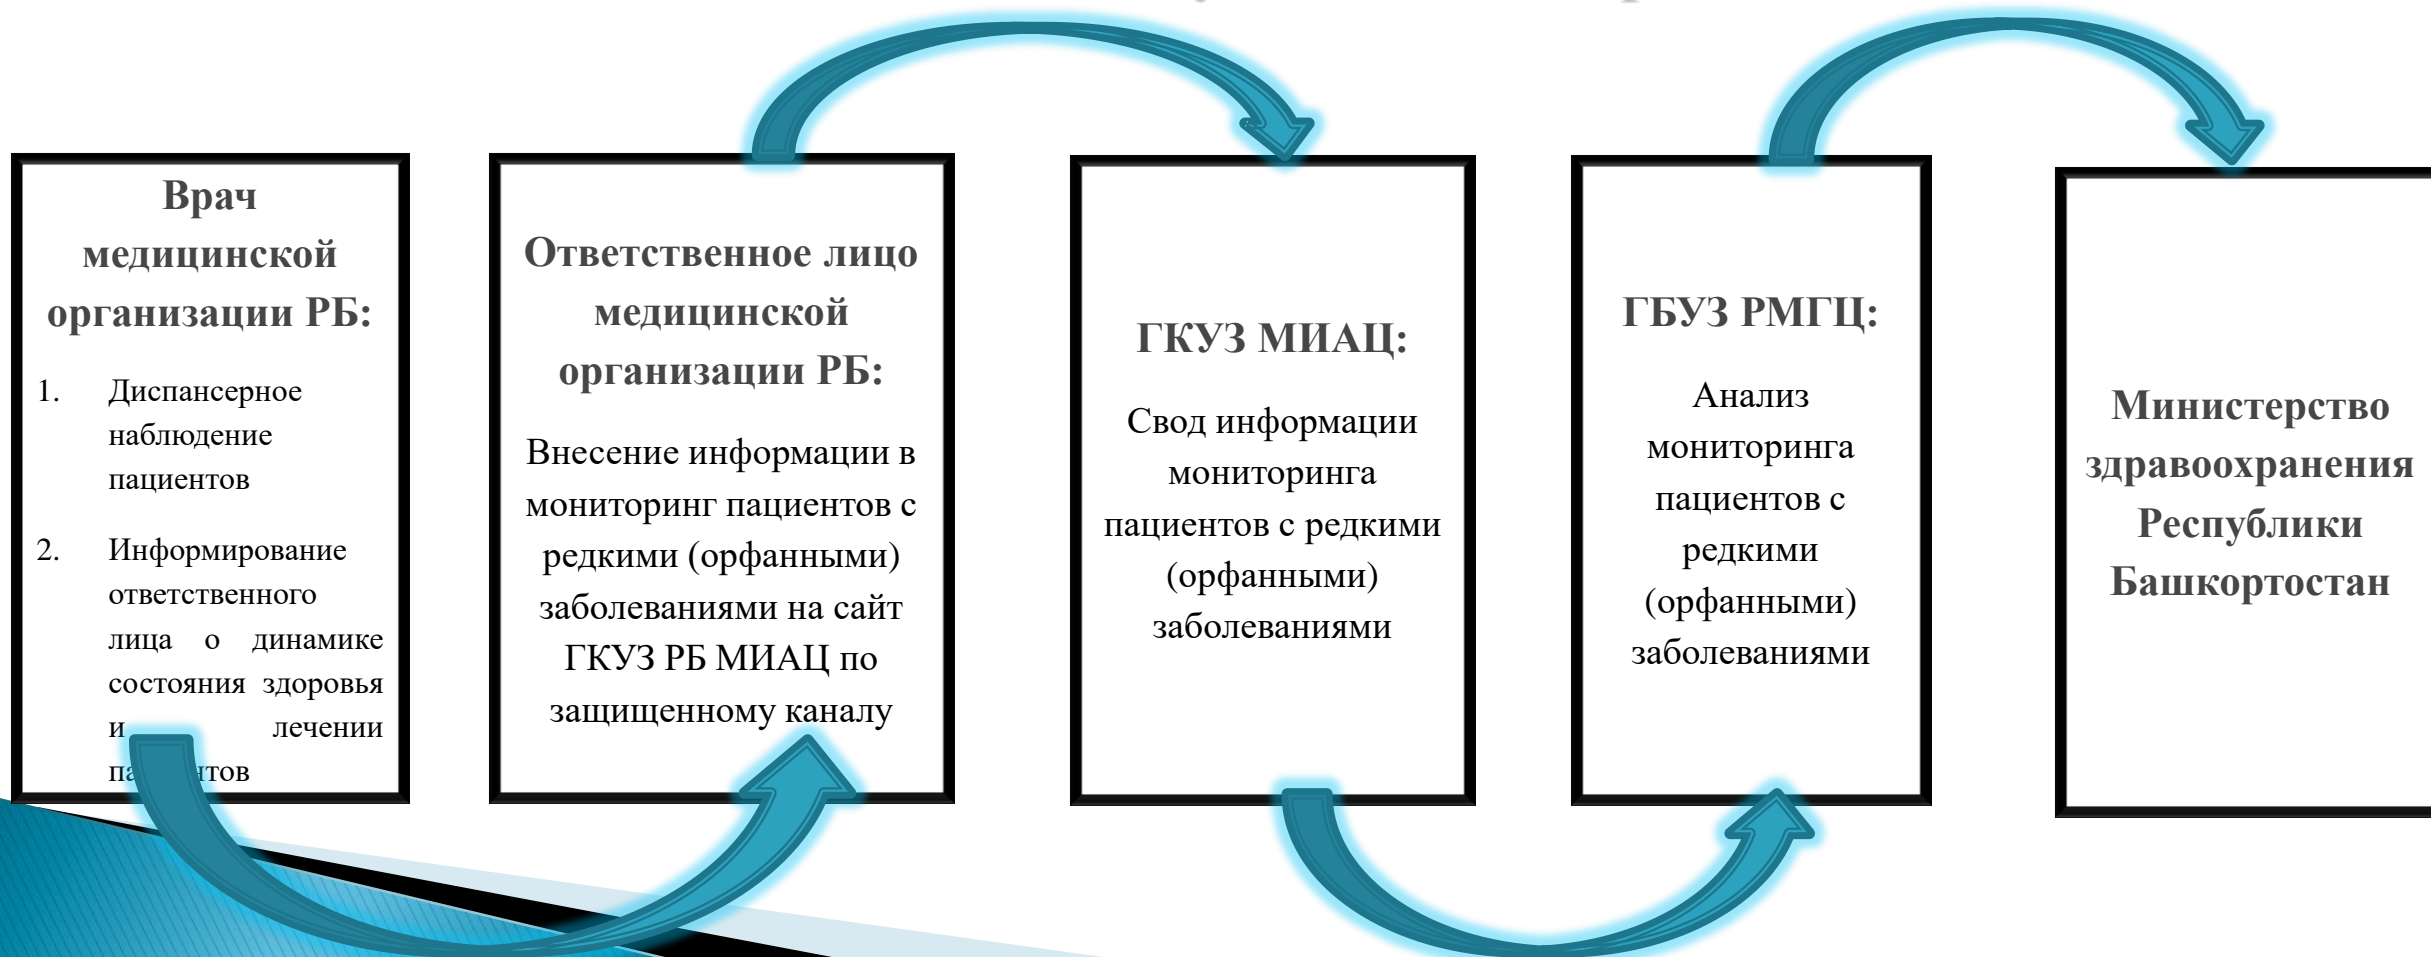 Врач
медицинской
организации РБ:
1. Диспансерное
наблюдение
пациентов
2. Информирование
ответственного
лица о динамике
состояния здоровья
и лечении
Ответственное лицо
медицинской
организации РБ:
Внесение информации в
мониторинг пациентов с
редкими (орфанными)
заболеваниями на сайт
ГКУЗ РБ МИАЦ по
защищенному каналу
ГКУЗ МИАЦ:
Свод информации
мониторинга
пациентов с редкими
(орфанными)
заболеваниями
ГБУЗ РМГЦ:
Анализ
мониторинга
пациентов с
редкими
(орфанными)
заболеваниями
Министерство
здравоохранения
Республики
Башкортостан